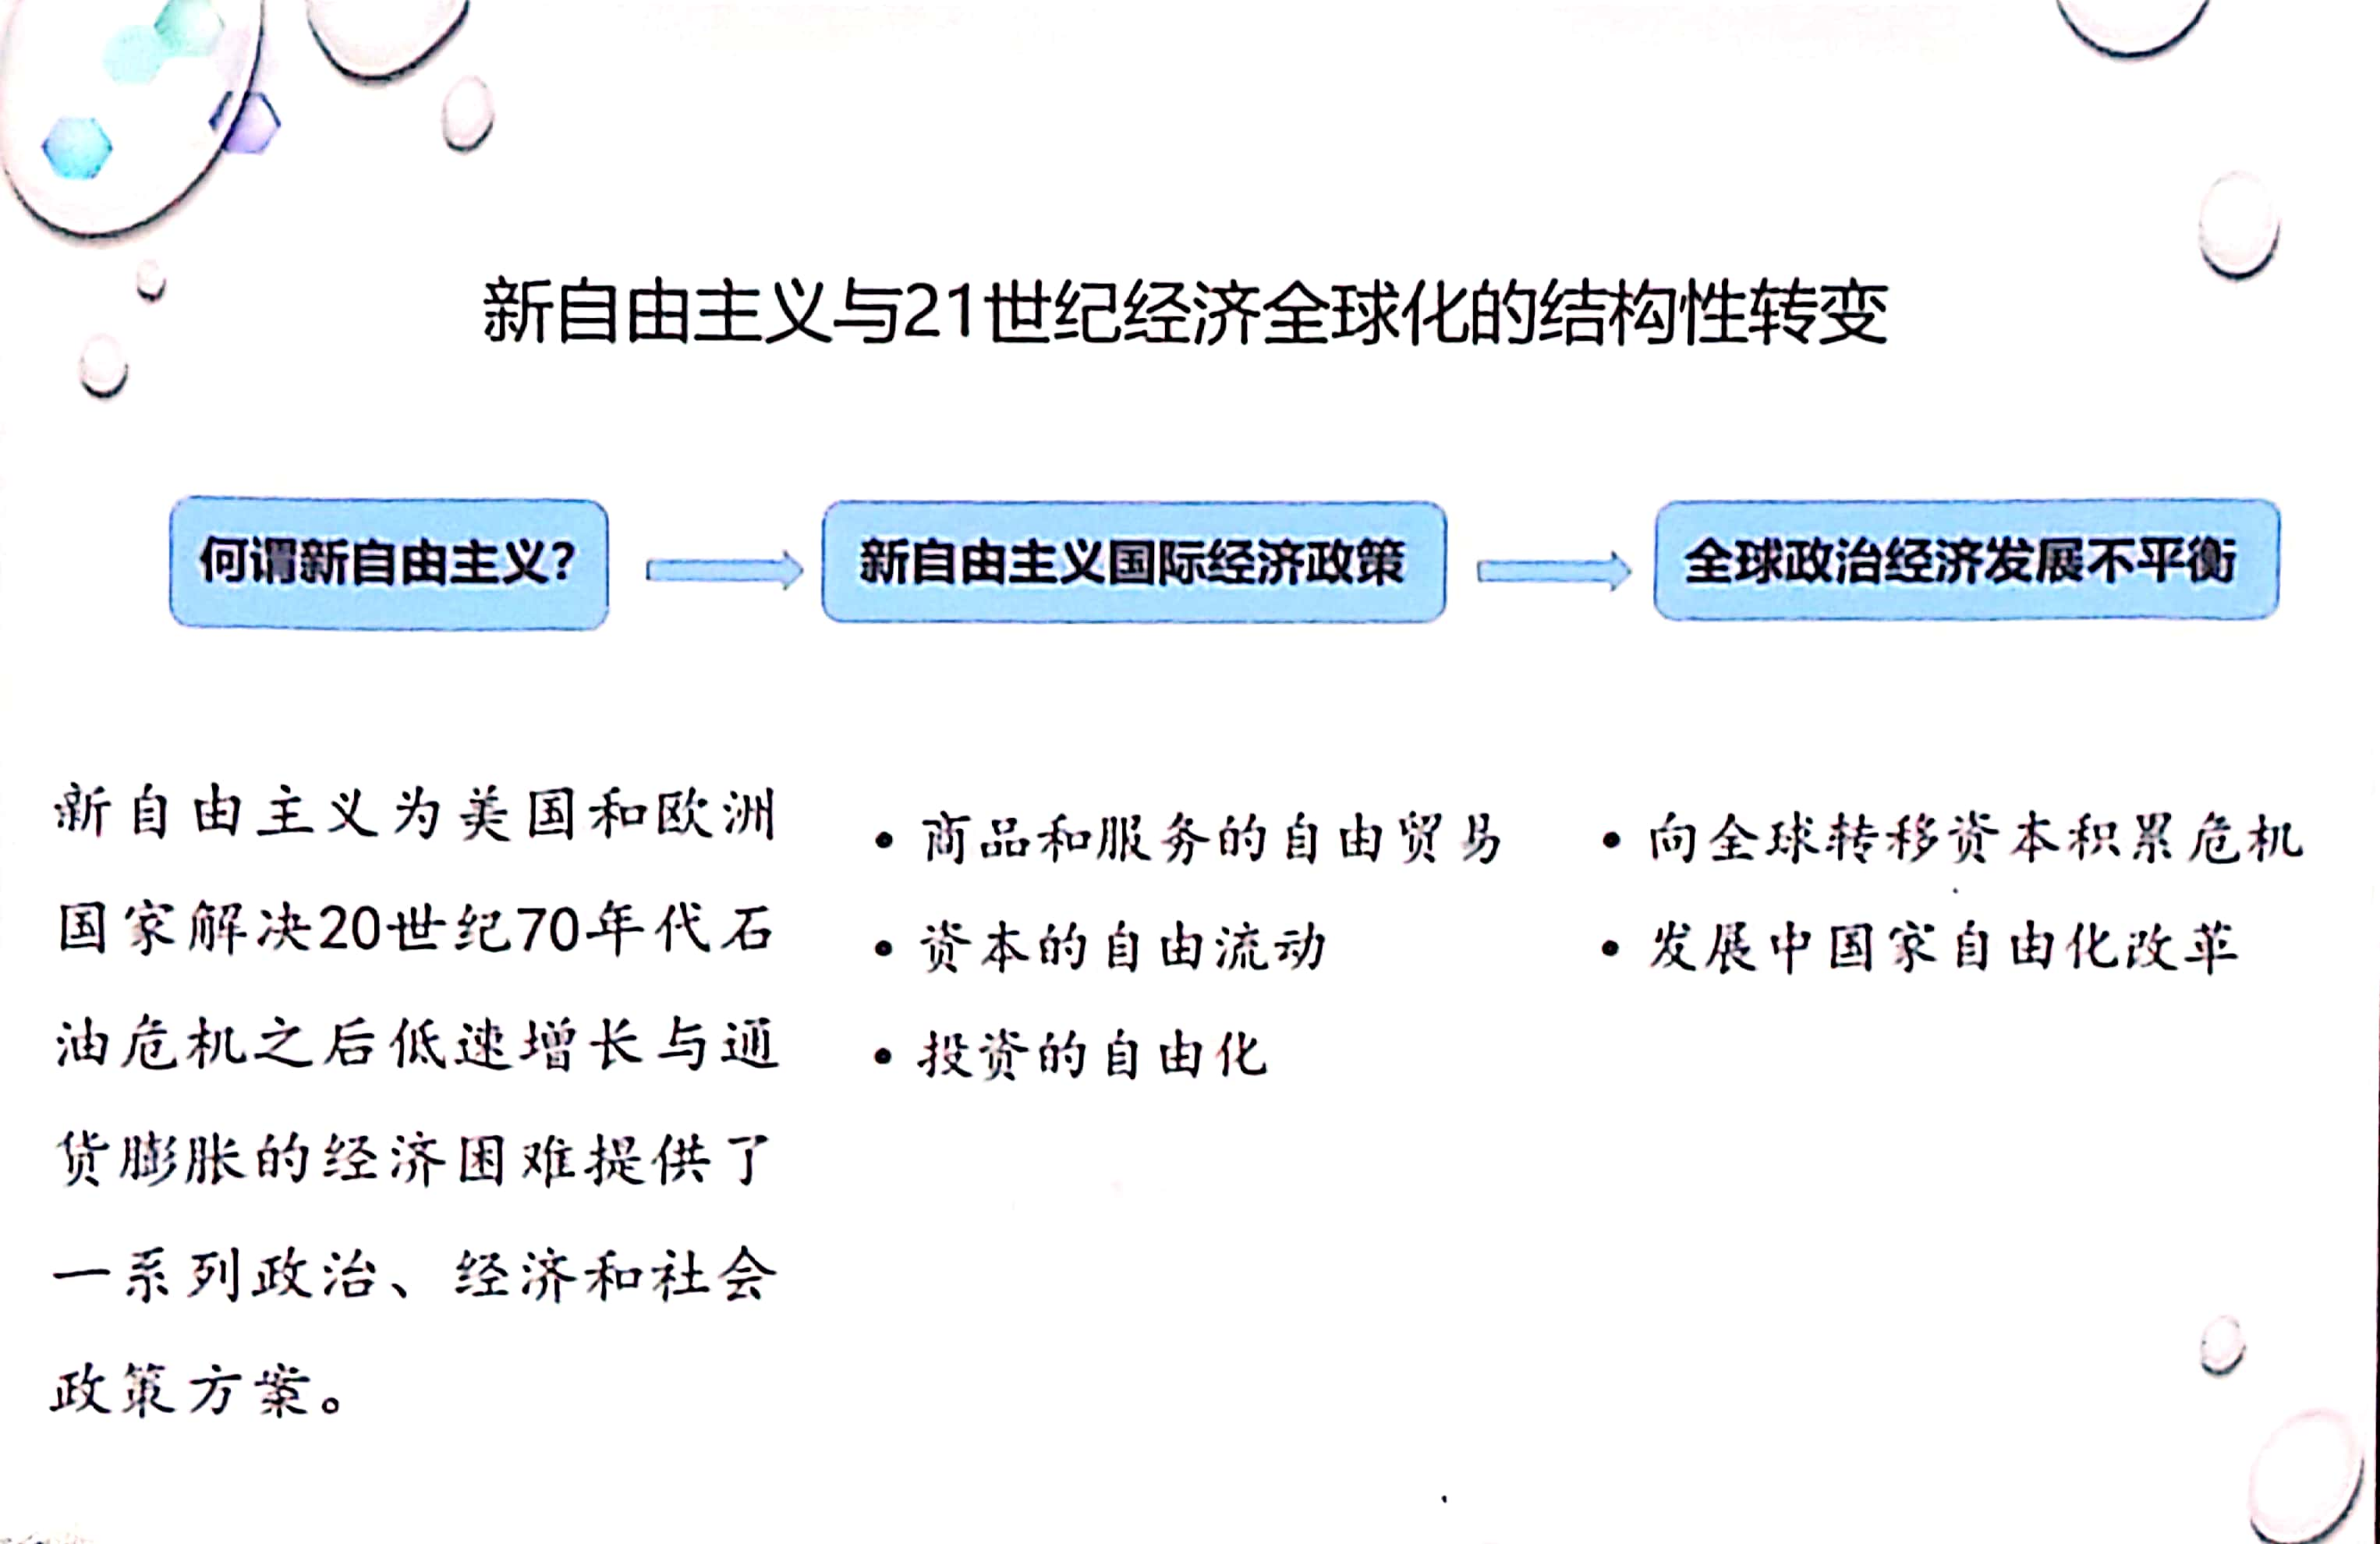 新自由主义与21世纪经济全球化的结构性转变
何谓新自由主义？
新自由主义国际经济政策
全球政治经济发展不平衡
新自由主义为美国和欧洲
国家解决20世纪70年代石
油危机之后低速增长与通
货膨胀的经济困难提供了
一系列政治、经济和社会
政策方案。
• 商品和服务的自由贸易
• 资本的自由流动
• 投资的自由化
• 向全球转移资本积累危机
• 发展中国家自由化改革